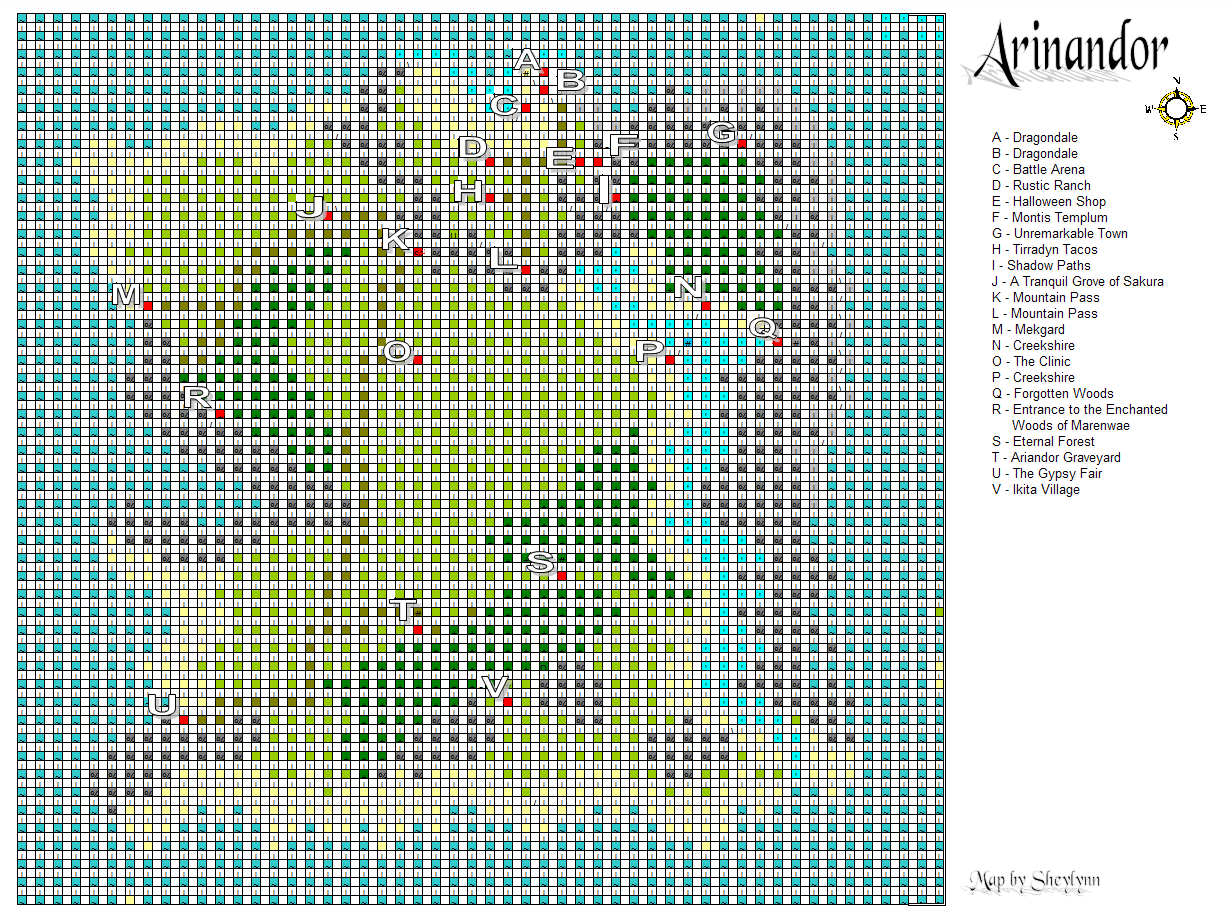 Arinandor
N
W E
S
A - Dragondale
B - Dragondale
C - Battle Arena
D - Rustic Ranch
E - Halloween Shop
F - Montis Templum
G - Unremarkable Town
H - Tirradyn Tacos
I - Shadow Paths
J - A Tranquil Grove of Sakura
K - Mountain Pass
L - Mountain Pass
M - Mekgard
N - Creekshire
O - The Clinic
P - Creekshire
Q - Forgotten Woods
R - Entrance to the Enchanted
Woods of Marenwae
S - Eternal Forest
T - Ariandor Graveyard
U - The Gypsy Fair
V - Ikita Village
A
B
C
D
E
F
G
H
I
J
K
L
M
N
Q
O
P
R
S
T
V
U
Map by Sheylynn